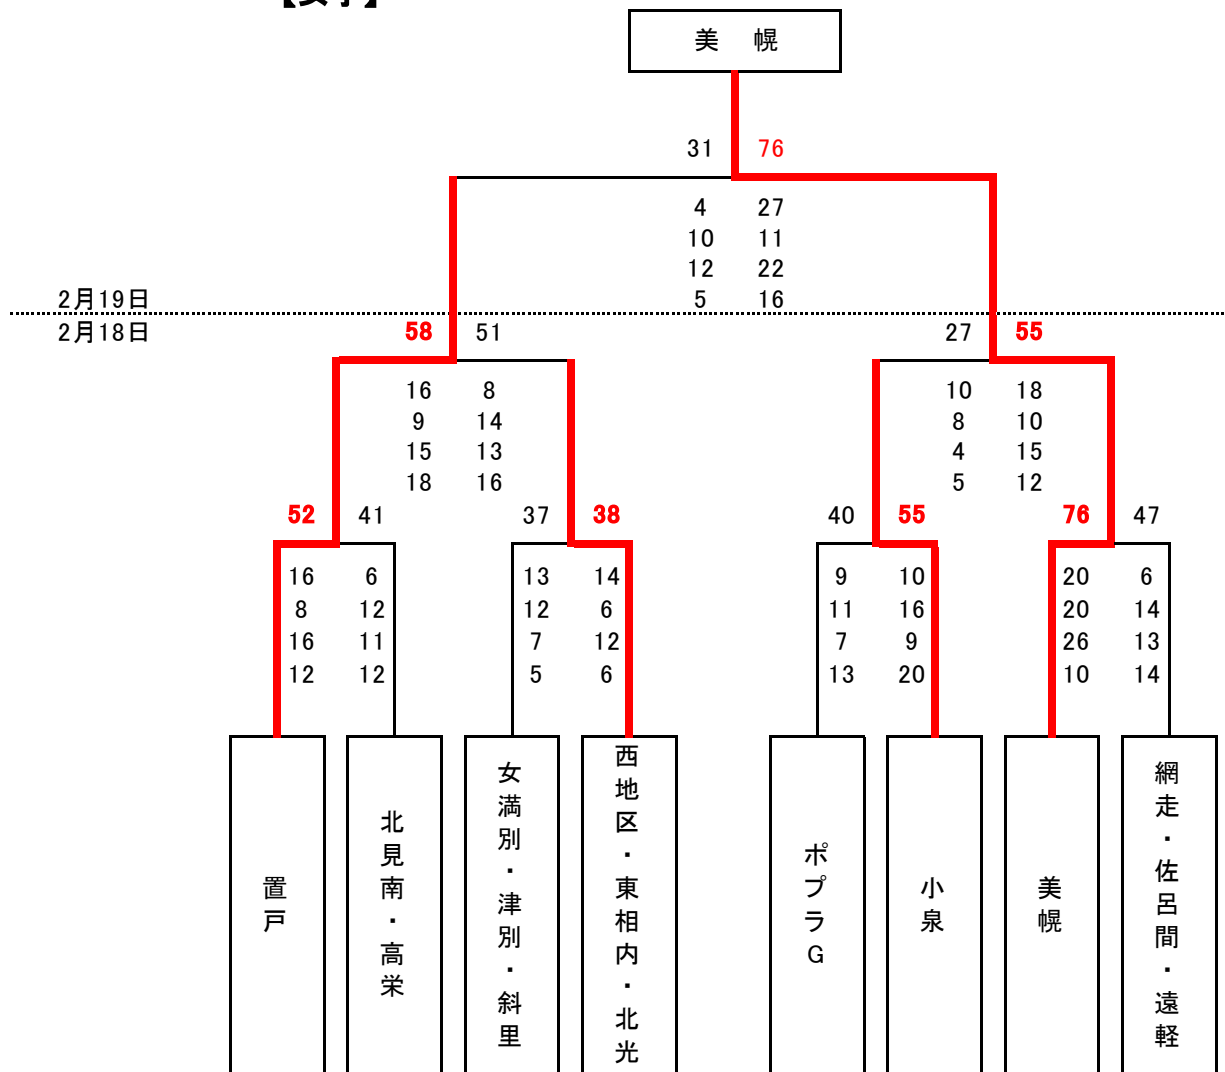 【女子】
美 幌
31 76
4 27
10 11
12 22
5 16
2月19日
2月18日
58 51
27 55
16 8
9 14
15 13
18 16
10 18
8 10
4 15
5 12
52 41
37 38
40 55
76 47
16 6
8 12
16 11
12 12
13 14
12 6
7 12
5 6
9 10
11 16
7 9
13 20
20 6
20 14
26 13
10 14
置戸
北見南・高栄
女満別・津別・斜里
西地区・東相内・北光
ポプラG
小泉
美幌
網走・佐呂間・遠軽